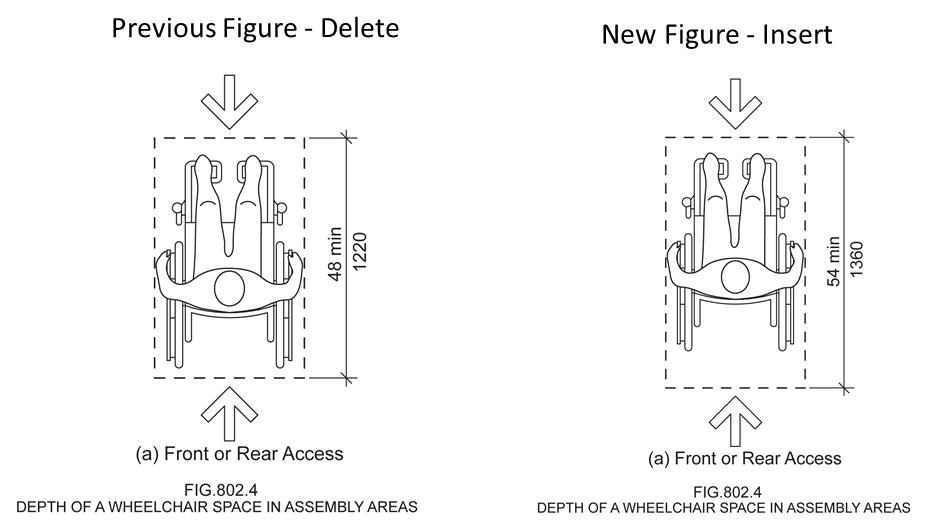 Previous Figure - Delete
48 min
1220
(a) Front or Rear Access
FIG.802.4
DEPTH OF A WHEELCHAIR SPACE IN ASSEMBLY AREAS
New Figure - Insert
54 min
1360
(a) Front or Rear Access
FIG.802.4
DEPTH OF A WHEELCHAIR SPACE IN ASSEMBLY AREAS